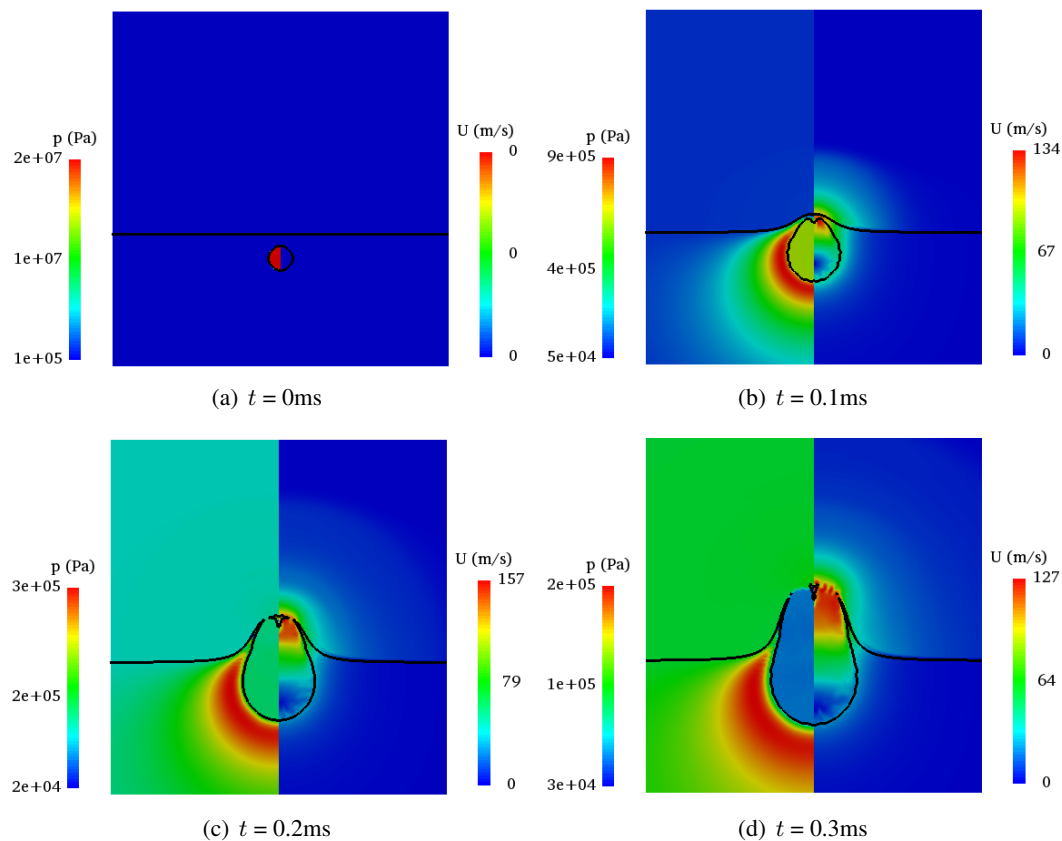 p (Pa)
2e+07
1e+07
1e+05
U (m/s)
0
0
0
(a) t = 0ms
p (Pa)
9e+05
4e+05
5e+04
U (m/s)
134
67
0
(b) t = 0.1ms
p (Pa)
3e+05
2e+05
2e+04
U (m/s)
157
79
0
(c) t = 0.2ms
p (Pa)
2e+05
1e+05
3e+04
U (m/s)
127
64
0
(d) t = 0.3ms